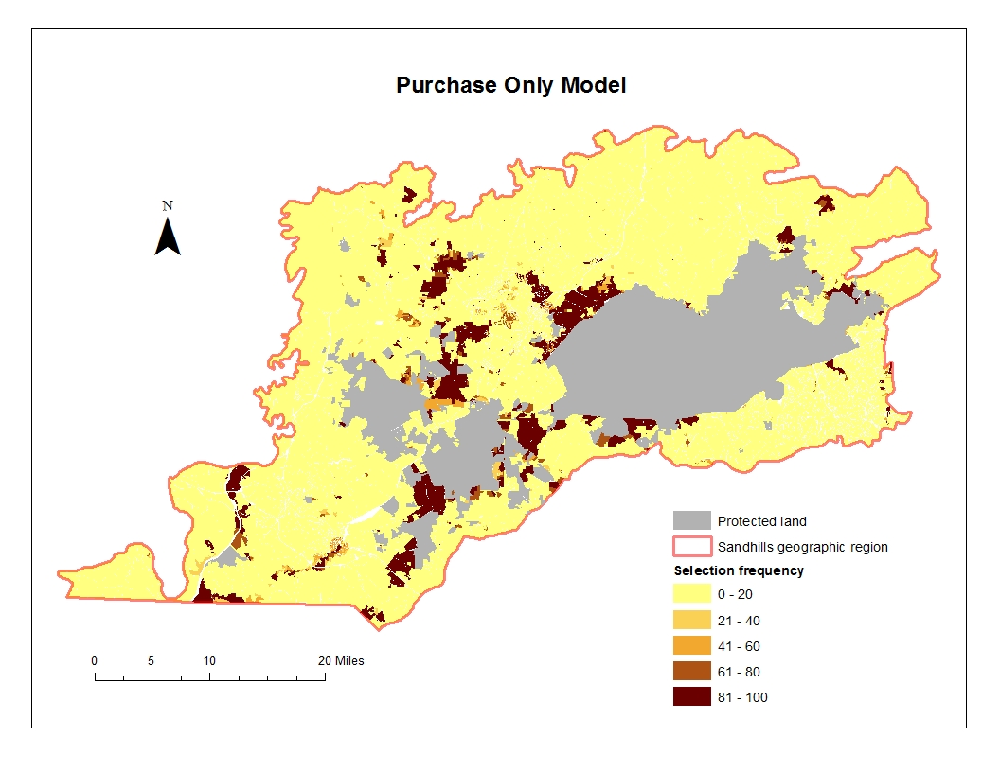 Purchase Only Model
N
Protected land
Sandhills geographic region
Selection frequency
0 - 20
21 - 40
41 - 60
61 - 80
81 - 100
0 5 10 20 Miles